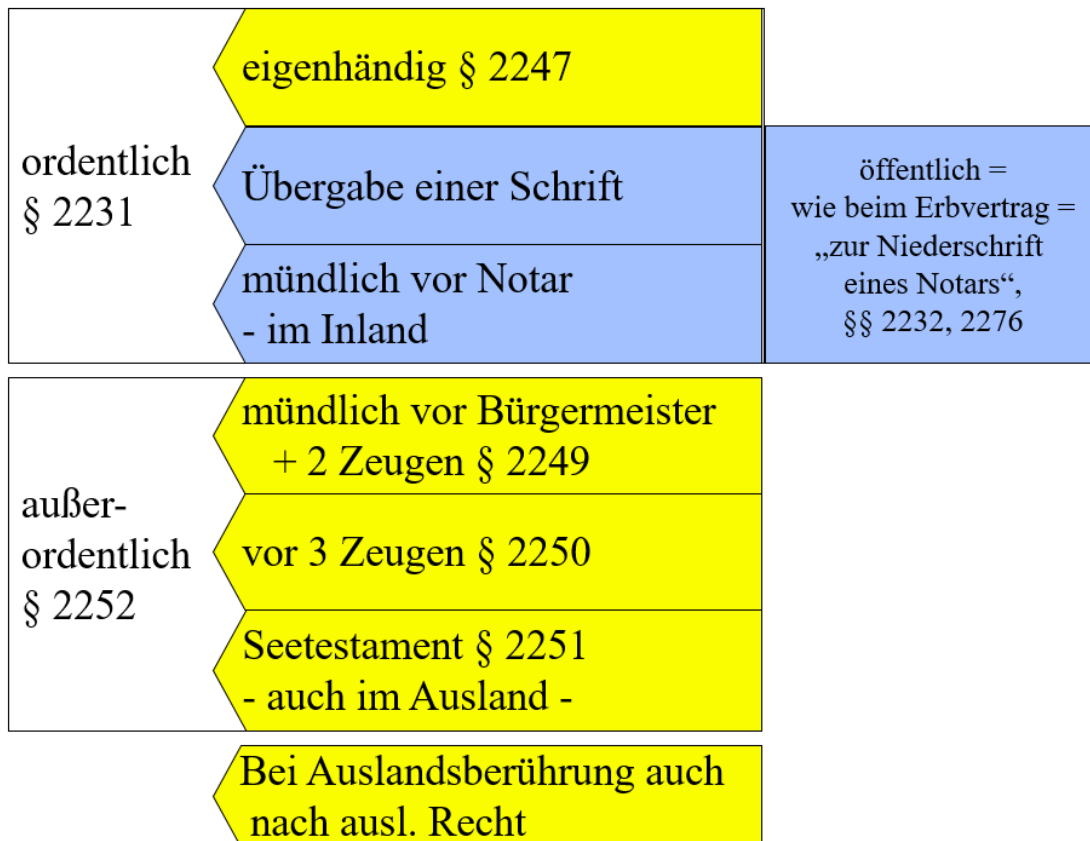 eigenhändig § 2247
ordentlich
§ 2231
Übergabe einer Schrift
mündlich vor Notar
- im Inland
öffentlich =
wie beim Erbvertrag =
„zur Niederschrift
eines Notars“,
§§ 2232, 2276
mündlich vor Bürgermeister
+ 2 Zeugen § 2249
außer-
ordentlich
§ 2252
vor 3 Zeugen § 2250
Seetestament § 2251
- auch im Ausland -
Bei Auslandsberührung auch
nach ausl. Recht